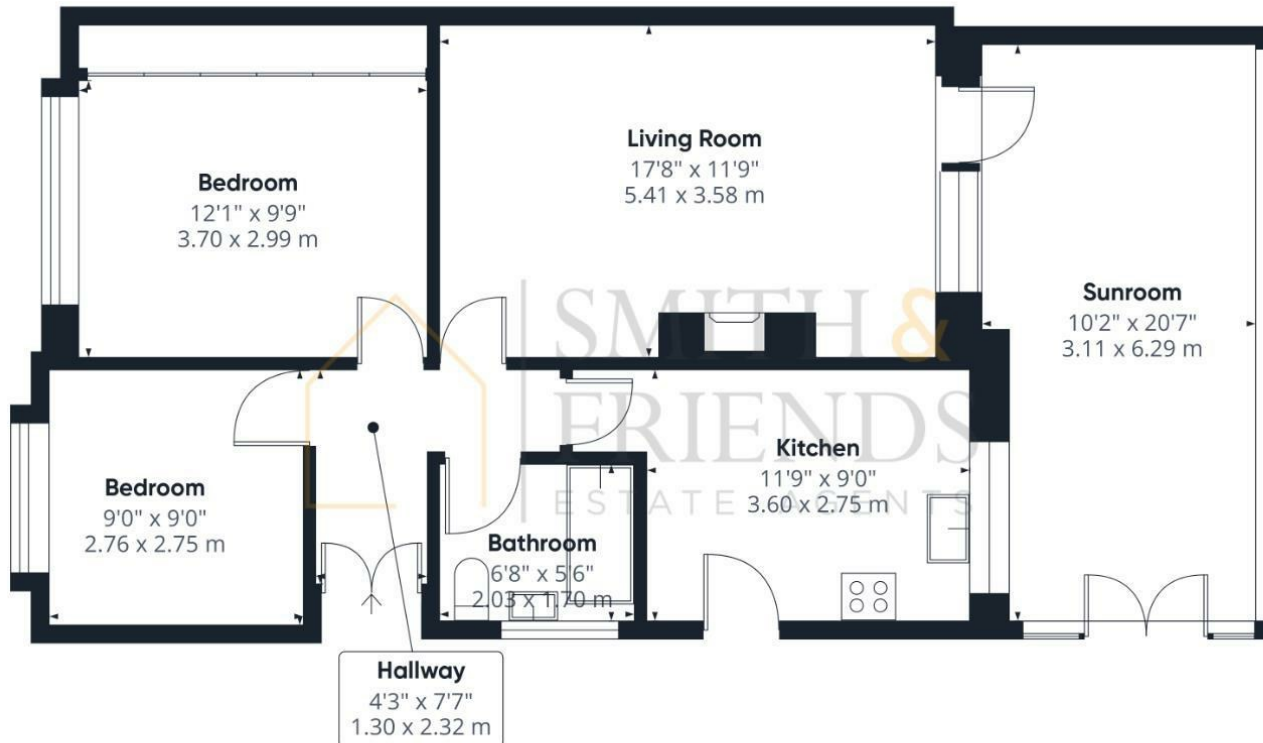 Living Room
17'8" x 11'9"
5.41 x 3.58 m
Bedroom
12'1" x 9'9"
3.70 x 2.99 m
Sunroom
10'2" x 20'7"
3.11 x 6.29 m
SMITH &
FRIENDS
ESTATE AGENTS
Kitchen
11'9" x 9'0"
3.60 x 2.75 m
Bedroom
9'0" x 9'0"
2.76 x 2.75 m
Bathroom
6'8" x 5'6"
2.03 x 1.70 m
Hallway
4'3" x 7'7"
1.30 x 2.32 m